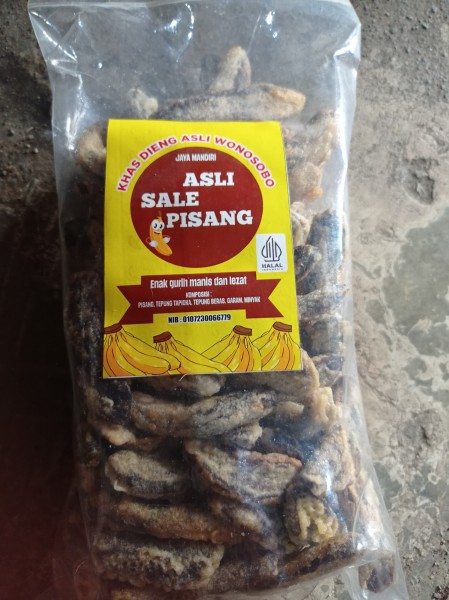 KHAS DIENG ASLI WONOSOBO
JAYA MANDIRI
ASLI
SALE
PISANG
HALAL
INDONESIA
Enak gurih manis dan lezat
KOMPOSISI :
PISANG, TEPUNG TAPIOKA, TEPUNG BERAS, GARAM, MINYAK
NIB : 0107230066779